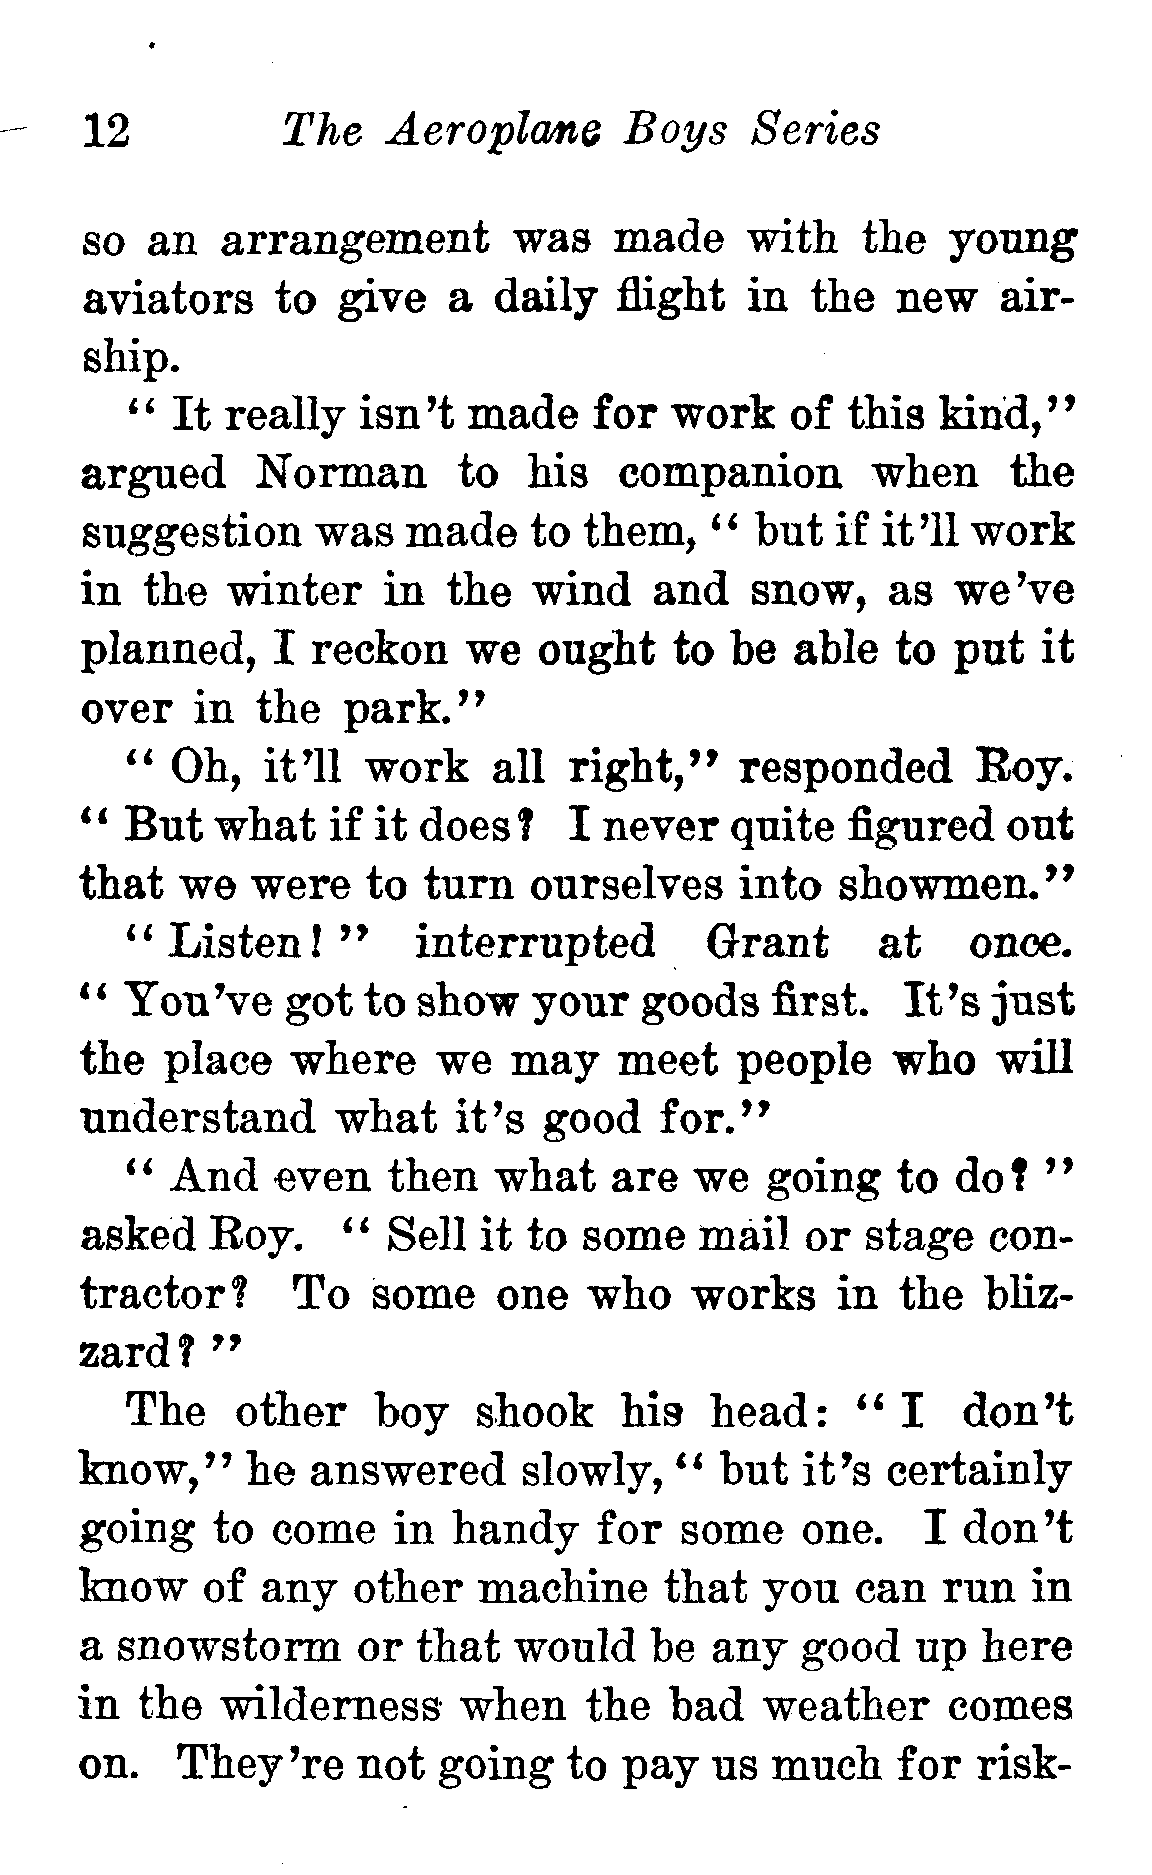 12 The Aeroplane Boys Series
so an arrangement was made with the young
aviators to give a daily flight in the new air-
ship.
“ It really isn’t made for work of this kind,”
argued Norman to his companion when the
suggestion was made to them, “ but if it’ll work
in the winter in the wind and snow, as we’ve
planned, I reckon we ought to be able to put it
over in the park.”
“ Oh, it’ll work all right,” responded Roy.
“ But what if it does? I never quite figured out
that we were to turn ourselves into showmen.”
“ Listen! ” interrupted Grant at once.
“ You’ve got to show your goods first. It’s just
the place where we may meet people who will
understand what it’s good for.”
“ And even then what are we going to do? ”
asked Roy. “ Sell it to some mail or stage con-
tractor? To some one who works in the bliz-
zard? ”
The other boy shook his head: “ I don’t
know,” he answered slowly, “ but it’s certainly
going to come in handy for some one. I don’t
know of any other machine that you can run in
a snowstorm or that would be any good up here
in the wilderness when the bad weather comes
on. They’re not going to pay us much for risk-